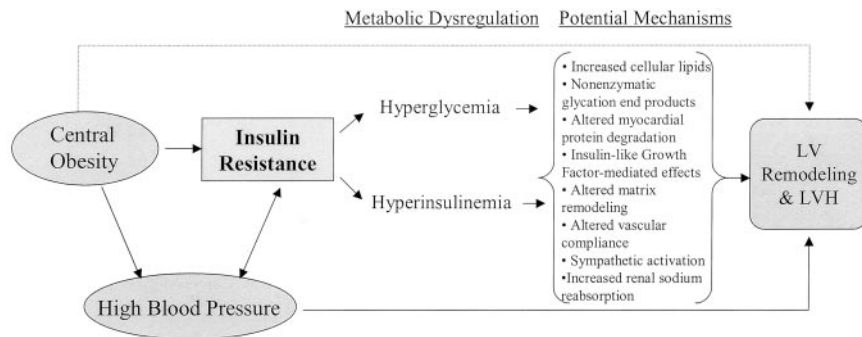 Metabolic Dysregulation Potential Mechanisms
Central
Obesity
Insulin
Resistance
Hyperglycemia
Hyperinsulinemia
• Increased cellular lipids
• Nonenzymatic
glycation end products
• Altered myocardial
protein degradation
• Insulin-like Growth
Factor-mediated effects
• Altered matrix
remodeling
• Altered vascular
compliance
• Sympathetic activation
•Increased renal sodium
reabsorption
LV
Remodeling
& LVH
High Blood Pressure